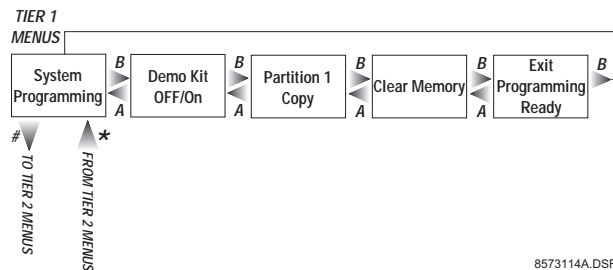 TIER 1
MENUS
System
Programming
B
A
Demo Kit
OFF/On
B
A
Partition 1
Copy
B
A
Clear Memory
B
A
Exit
Programming
Ready
B
#
*
TO TIER 2 MENUS
FROM TIER 2 MENUS
8573114A.DSF